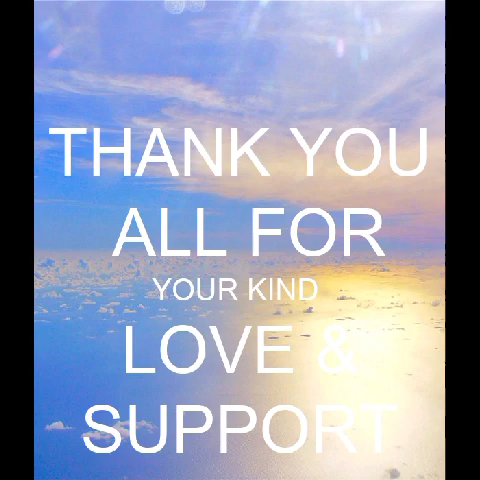 THANK YOU
ALL FOR
YOUR KIND
LOVE &
SUPPORT